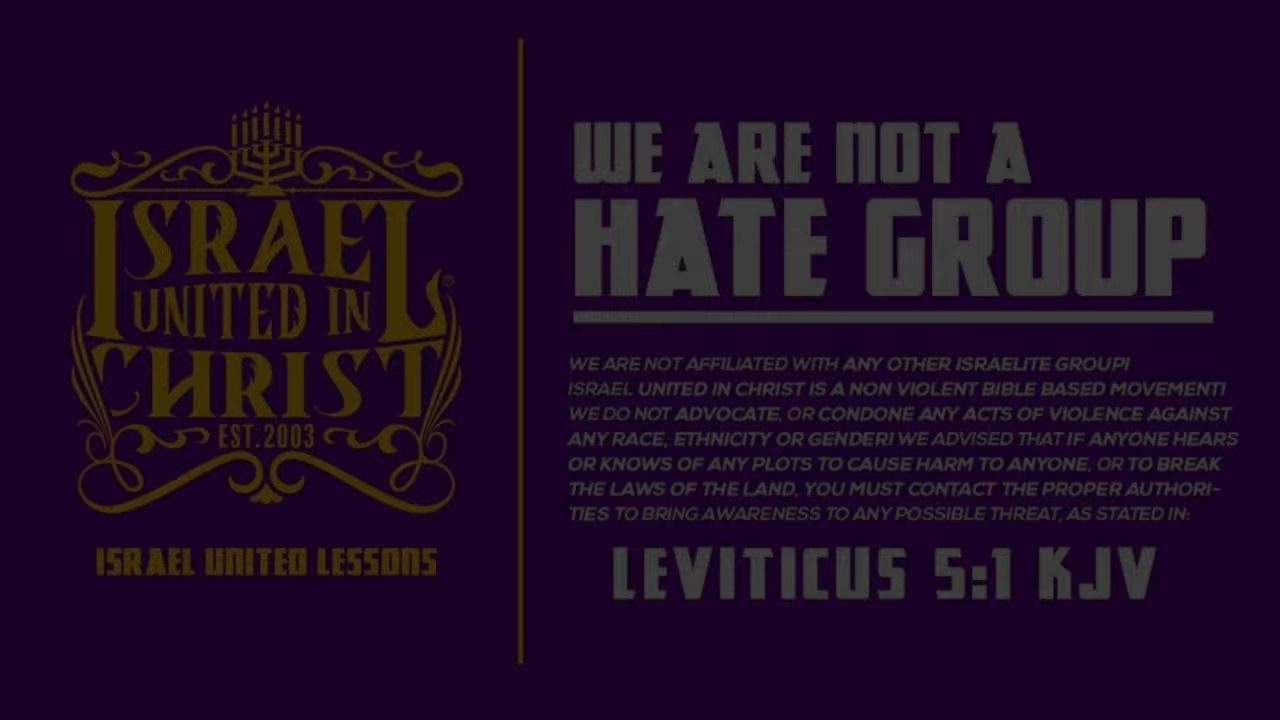 ISRAEL
UNITED IN
CHRIST
EST. 2003
ISRAEL UNITED LESSONS
WE ARE NOT A
HATE GROUP
WE ARE NOT AFFILIATED WITH ANY OTHER ISRAELITE GROUP!
ISRAEL UNITED IN CHRIST IS A NON VIOLENT BIBLE BASED MOVEMENT!
WE DO NOT ADVOCATE, OR CONDONE ANY ACTS OF VIOLENCE AGAINST
ANY RACE, ETHNICITY OR GENDER! WE ADVISED THAT IF ANYONE HEARS
OR KNOWS OF ANY PLOTS TO CAUSE HARM TO ANYONE, OR TO BREAK
THE LAWS OF THE LAND, YOU MUST CONTACT THE PROPER AUTHORI-
TIES TO BRING AWARENESS TO ANY POSSIBLE THREAT, AS STATED IN:
LEVITICUS 5:1 KJV